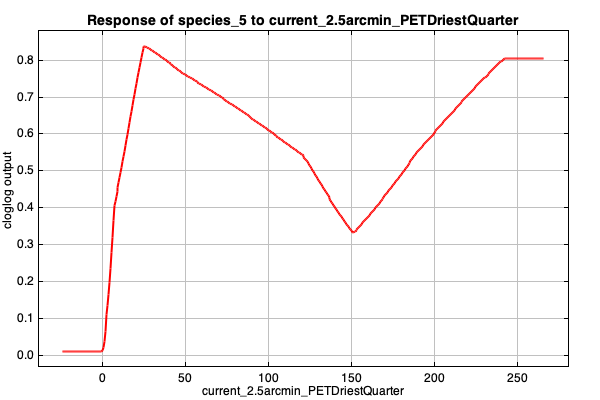 Response of species_5 to current_2.5arcmin_PETDriestQuarter
cloglog output
0.8
0.7
0.6
0.5
0.4
0.3
0.2
0.1
0.0
0 50 100 150 200 250
current_2.5arcmin_PETDriestQuarter